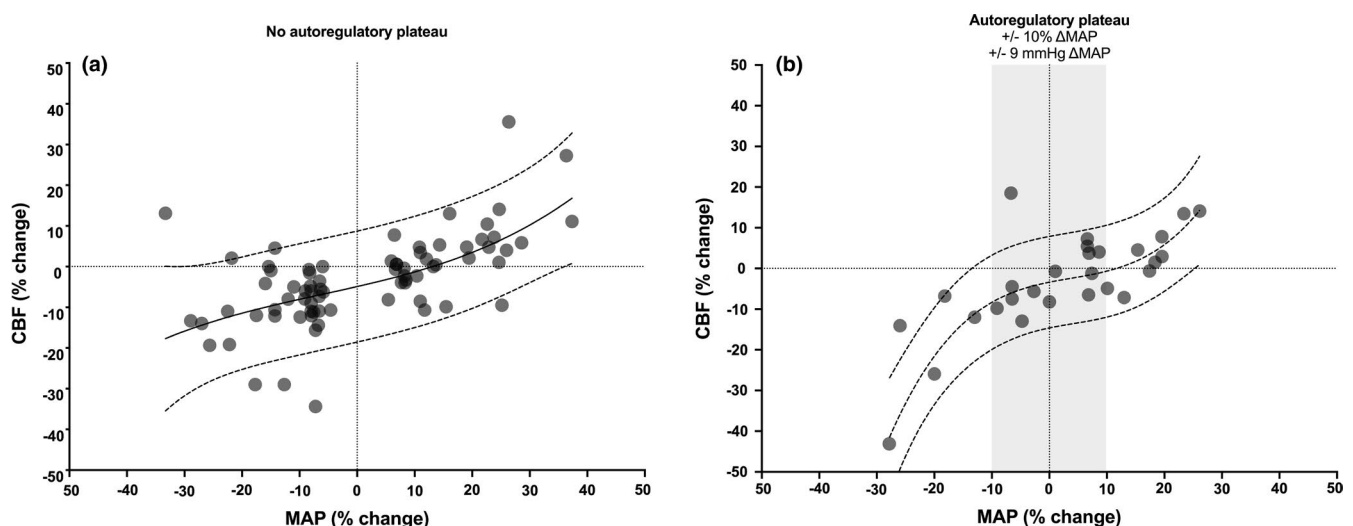 No autoregulatory plateau
(a)
CBF (% change)
50
40
30
20
10
0
-10
-20
-30
-40
-50
50 -40 -30 -20 -10 0 10 20 30 40 50
MAP (% change)
Autoregulatory plateau
+/- 10% ΔMAP
+/- 9 mmHg ΔMAP
(b)
CBF (% change)
50
40
30
20
10
0
-10
-20
-30
-40
-50
50 -40 -30 -20 -10 0 10 20 30 40 50
MAP (% change)